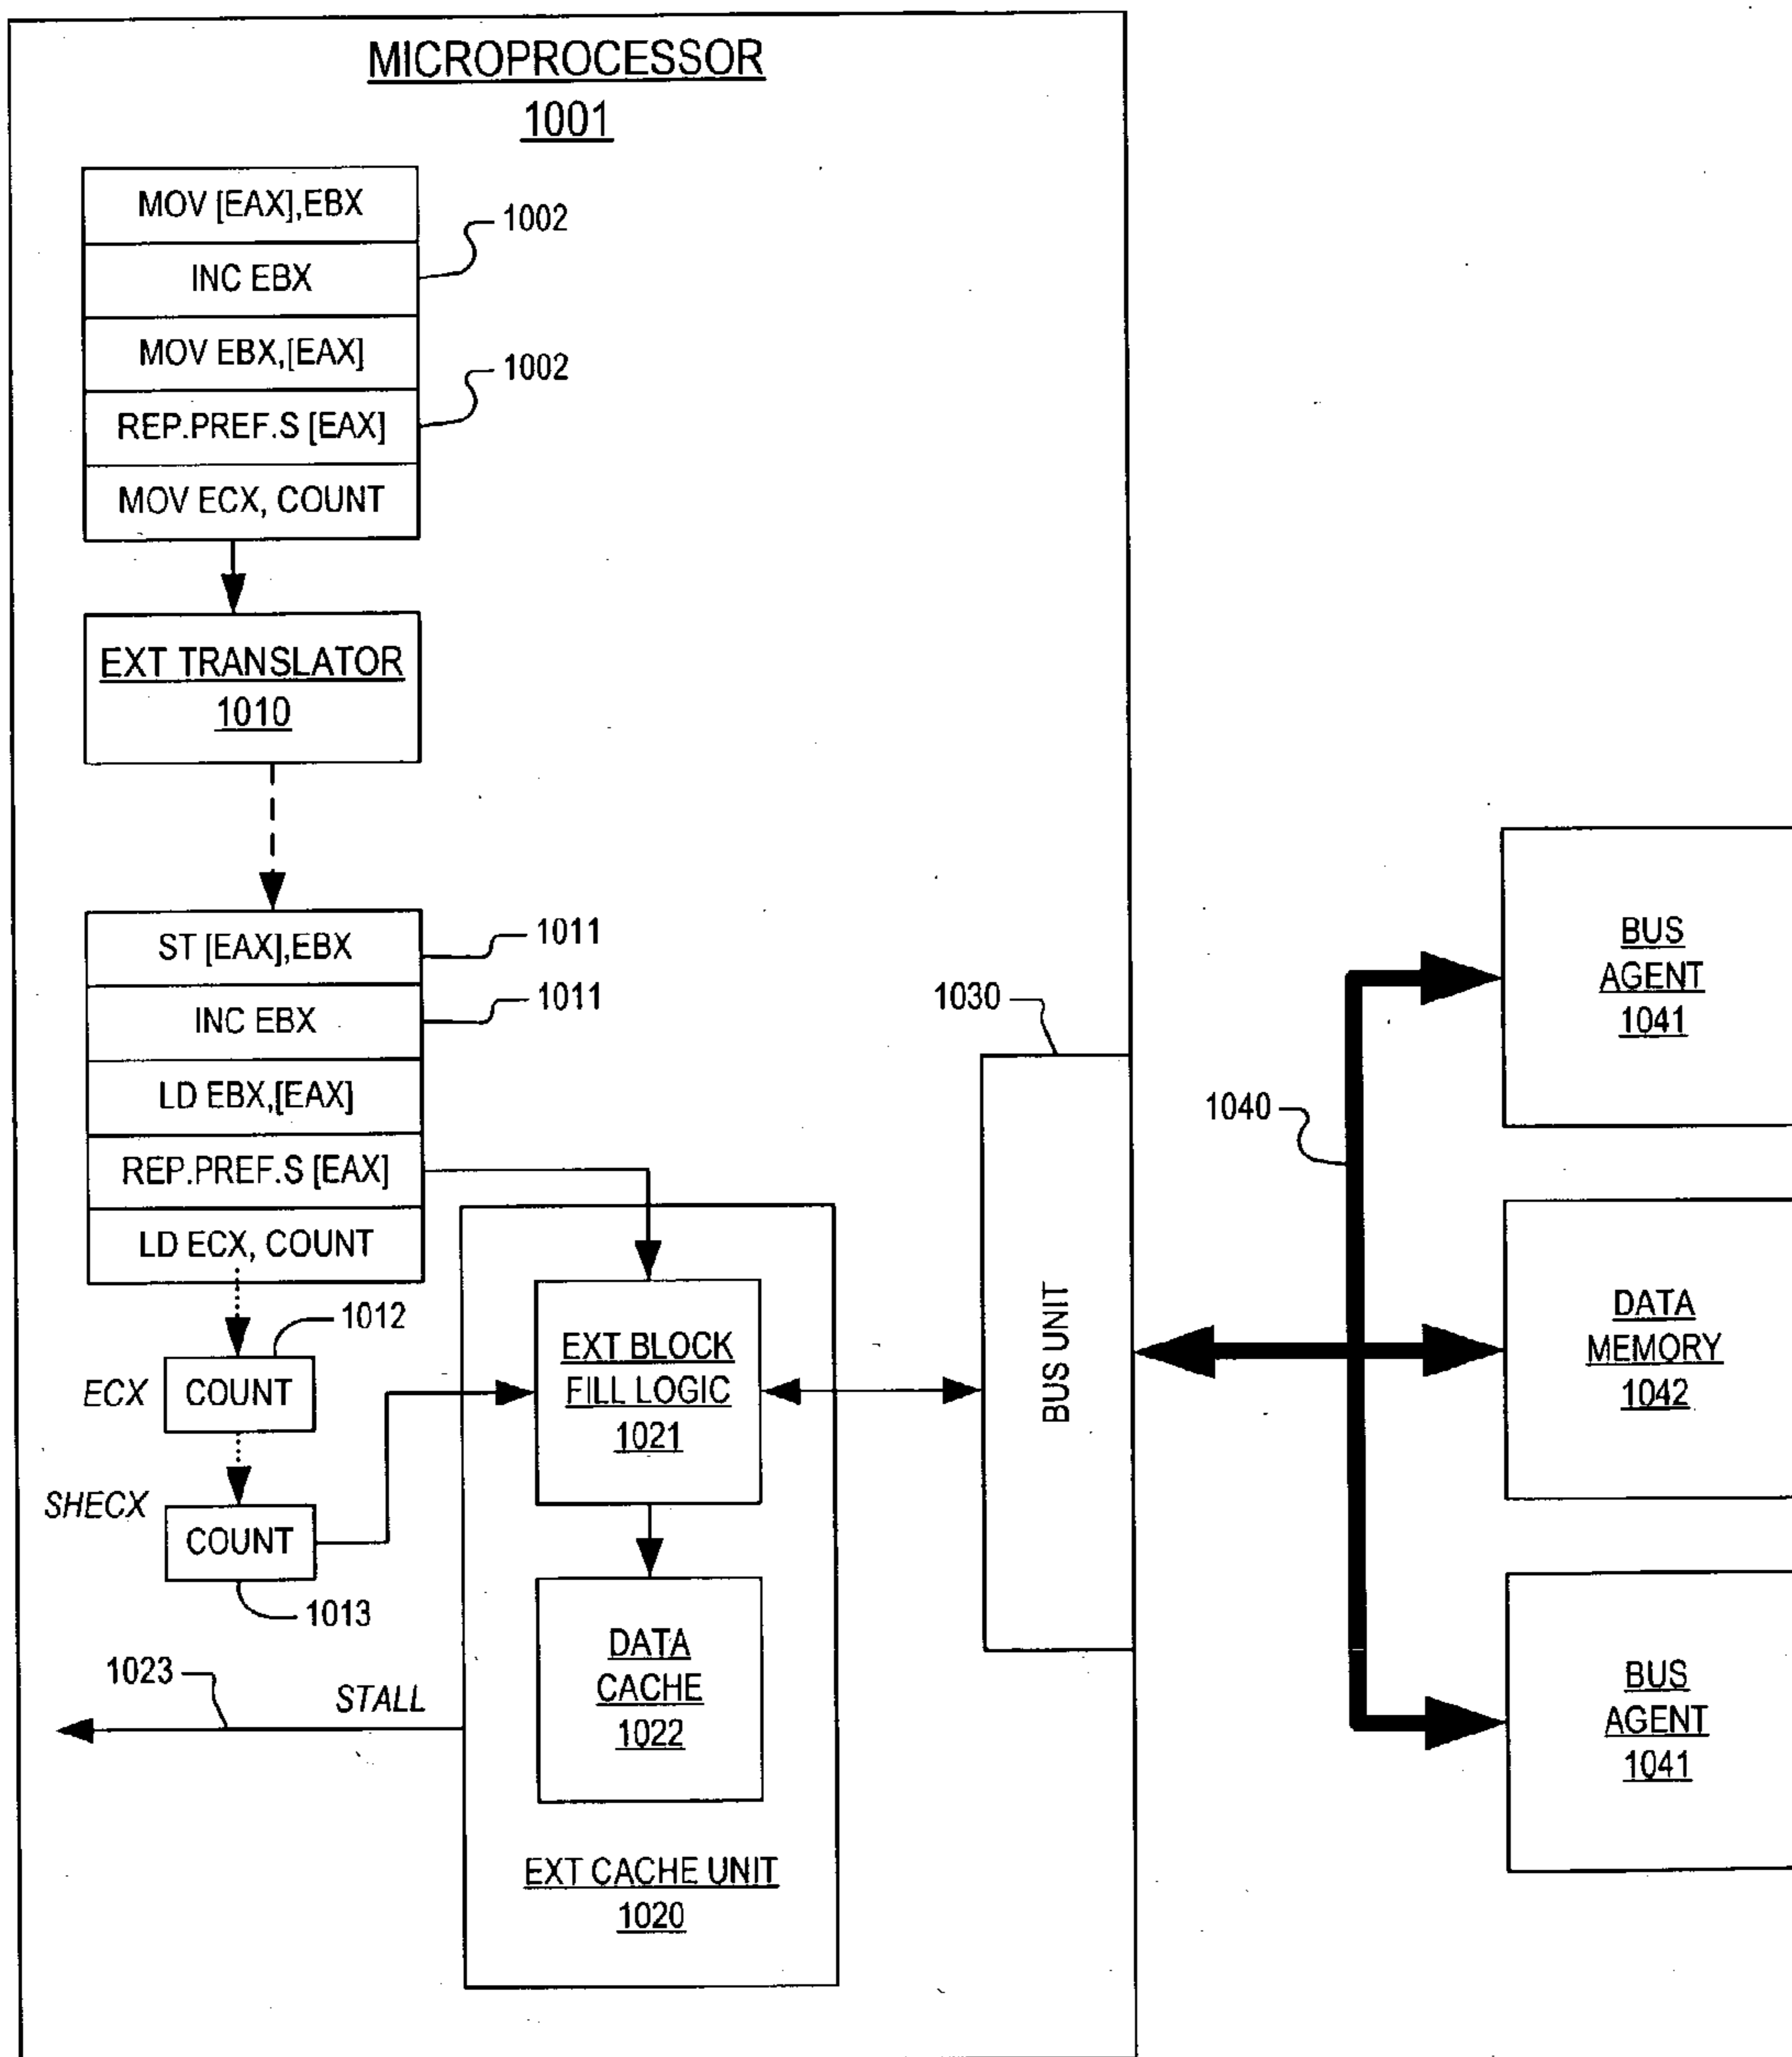 MICROPROCESSOR
1001
MOV [EAX],EBX
1002
INC EBX
MOV EBX,[EAX]
1002
REP.PREF.S [EAX]
MOV ECX, COUNT
EXT TRANSLATOR
1010
ST [EAX],EBX
1011
INC EBX
1011
LD EBX,[EAX]
REP.PREF.S [EAX]
LD ECX, COUNT
1012
ECX
COUNT
SHECX
COUNT
1013
1023
STALL
EXT BLOCK
FILL LOGIC
1021
DATA
CACHE
1022
EXT CACHE UNIT
1020
1030
BUS UNIT
1040
BUS
AGENT
1041
DATA
MEMORY
1042
BUS
AGENT
1041